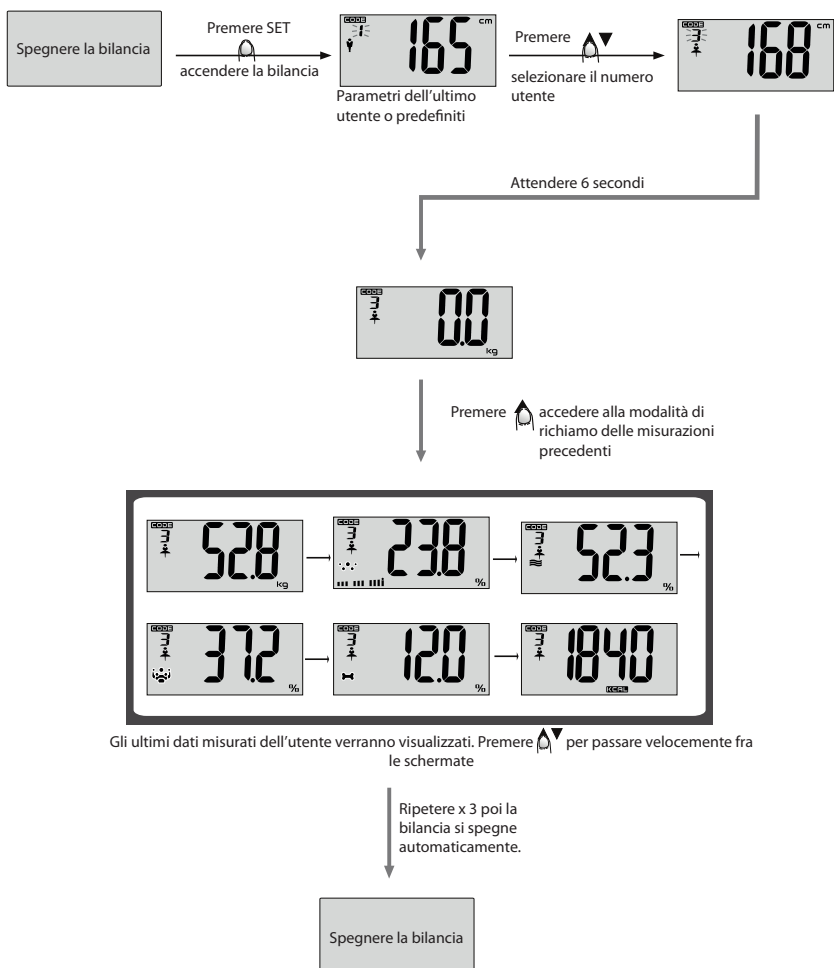 Spegnere la bilancia
Premere SET
accendere la bilancia
CODE
1
165
cm
Parametri dell’ultimo
utente o predefiniti
Premere ▲▼
selezionare il numero
utente
CODE
3
168
cm
Attendere 6 secondi
CODE
3
0.0
kg
Premere ▲ accedere alla modalità di
richiamo delle misurazioni
precedenti
CODE
3
52.8
kg
CODE
3
23.8
%
CODE
3
52.3
%
CODE
3
37.2
%
CODE
3
12.0
%
CODE
3
1840
KCAL
Gli ultimi dati misurati dell’utente verranno visualizzati. Premere ▲▼ per passare velocemente fra
le schermate
Ripetere x 3 poi la
bilancia si spegne
automaticamente.
Spegnere la bilancia